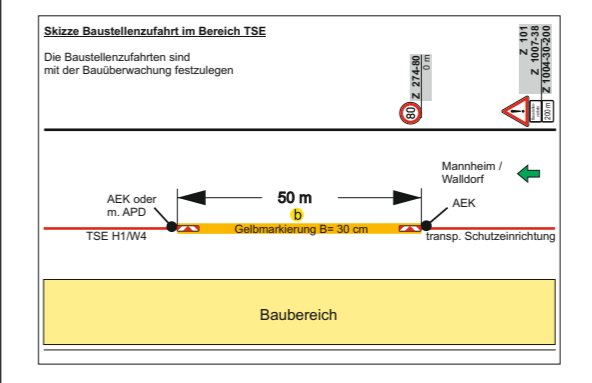 Skizze Baustellenzufahrt im Bereich TSE
Die Baustellenzufahrten sind
mit der Bauüberwachung festzulegen
Z 274-80
0 m
80
Z 101
Z 1007-38
Z 1004-30-200
200 m
Mannheim /
Walldorf
50 m
AEK oder
m. APD
b
AEK
TSE H1/W4
Gelbmarkierung B= 30 cm
transp. Schutzeinrichtung
Baubereich